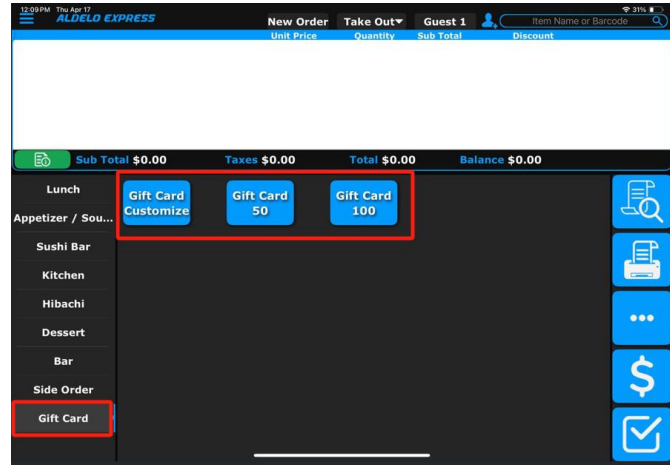 12:09 PM Thu Apr 17
31%
ALDELO EXPRESS
New Order Take Out Guest 1 Item Name or Barcode
Unit Price Quantity Sub Total Discount
Sub Total $0.00 Taxes $0.00 Total $0.00 Balance $0.00
Lunch
Appetizer / Sou...
Sushi Bar
Kitchen
Hibachi
Dessert
Bar
Side Order
Gift Card
Gift Card
Customize
Gift Card
50
Gift Card
100